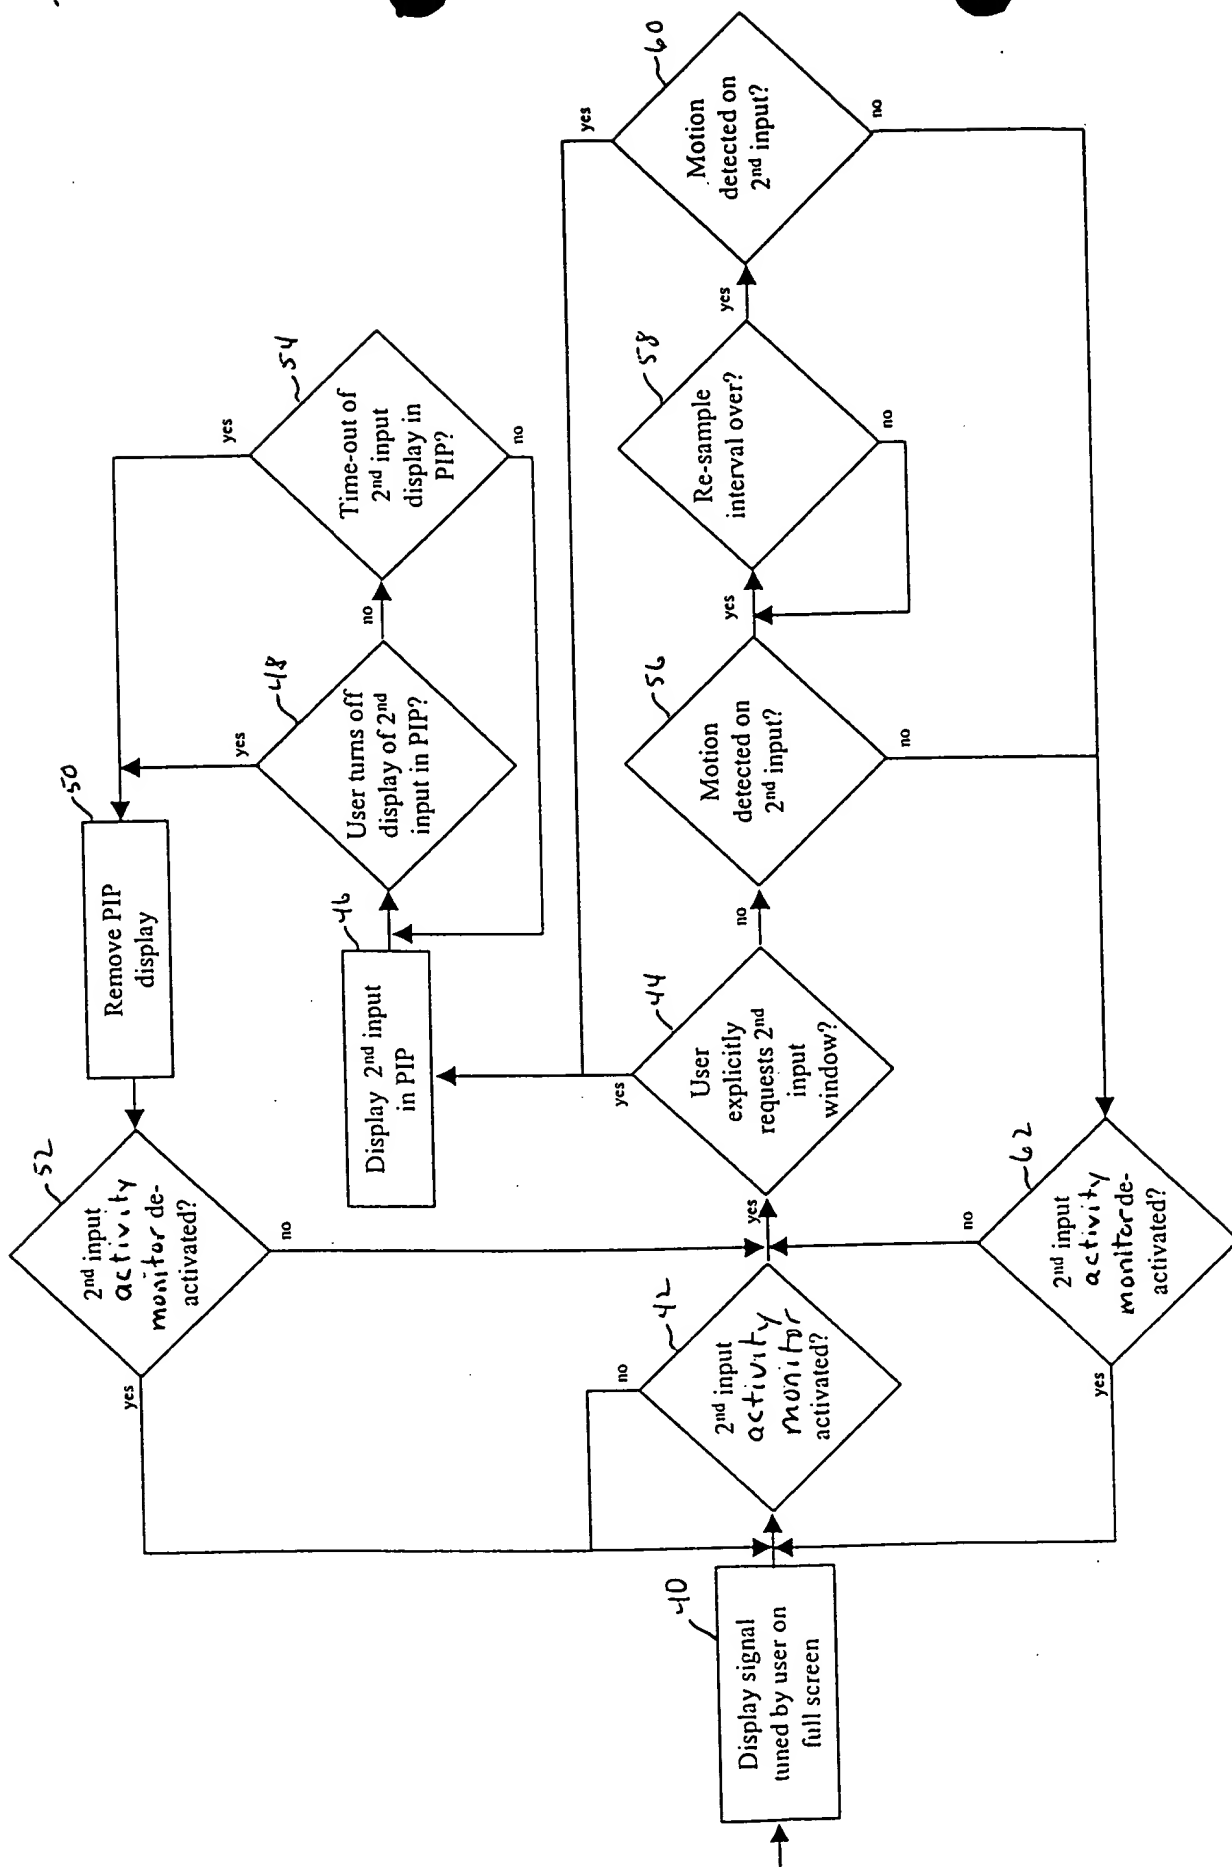 40
Display signal
tuned by user on
full screen
42
2nd input
activity
monitor
activated?
no
yes
44
User
explicitly
requests 2nd
input
window?
yes
no
46
Display 2nd input
in PIP
48
User turns off
display of 2nd
input in PIP?
yes
no
50
Remove PIP
display
52
2nd input
activity
monitor de-
activated?
yes
no
54
Time-out of
2nd input
display in
PIP?
yes
no
56
Motion
detected on
2nd input?
yes
no
58
Re-sample
interval over?
yes
no
60
Motion
detected on
2nd input?
yes
no
62
2nd input
activity
monitor de-
activated?
no
yes